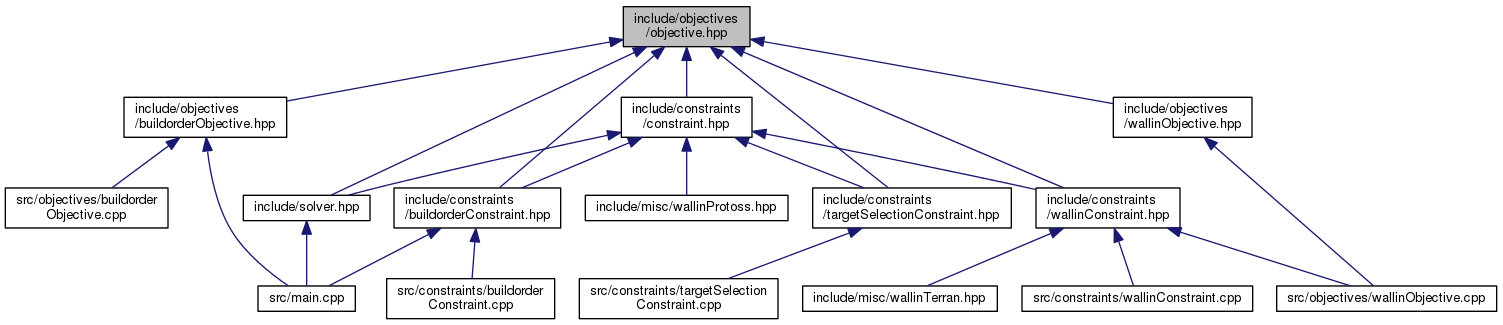 include/objectives
/objective.hpp
include/objectives
/buildorderObjective.hpp
include/constraints
/constraint.hpp
include/objectives
/wallinObjective.hpp
src/objectives/buildorder
Objective.cpp
include/solver.hpp
include/constraints
/buildorderConstraint.hpp
include/misc/wallinProtoss.hpp
include/constraints
/targetSelectionConstraint.hpp
include/constraints
/wallinConstraint.hpp
src/main.cpp
src/constraints/buildorder
Constraint.cpp
src/constraints/targetSelection
Constraint.cpp
include/misc/wallinTerran.hpp
src/constraints/wallinConstraint.cpp
src/objectives/wallinObjective.cpp